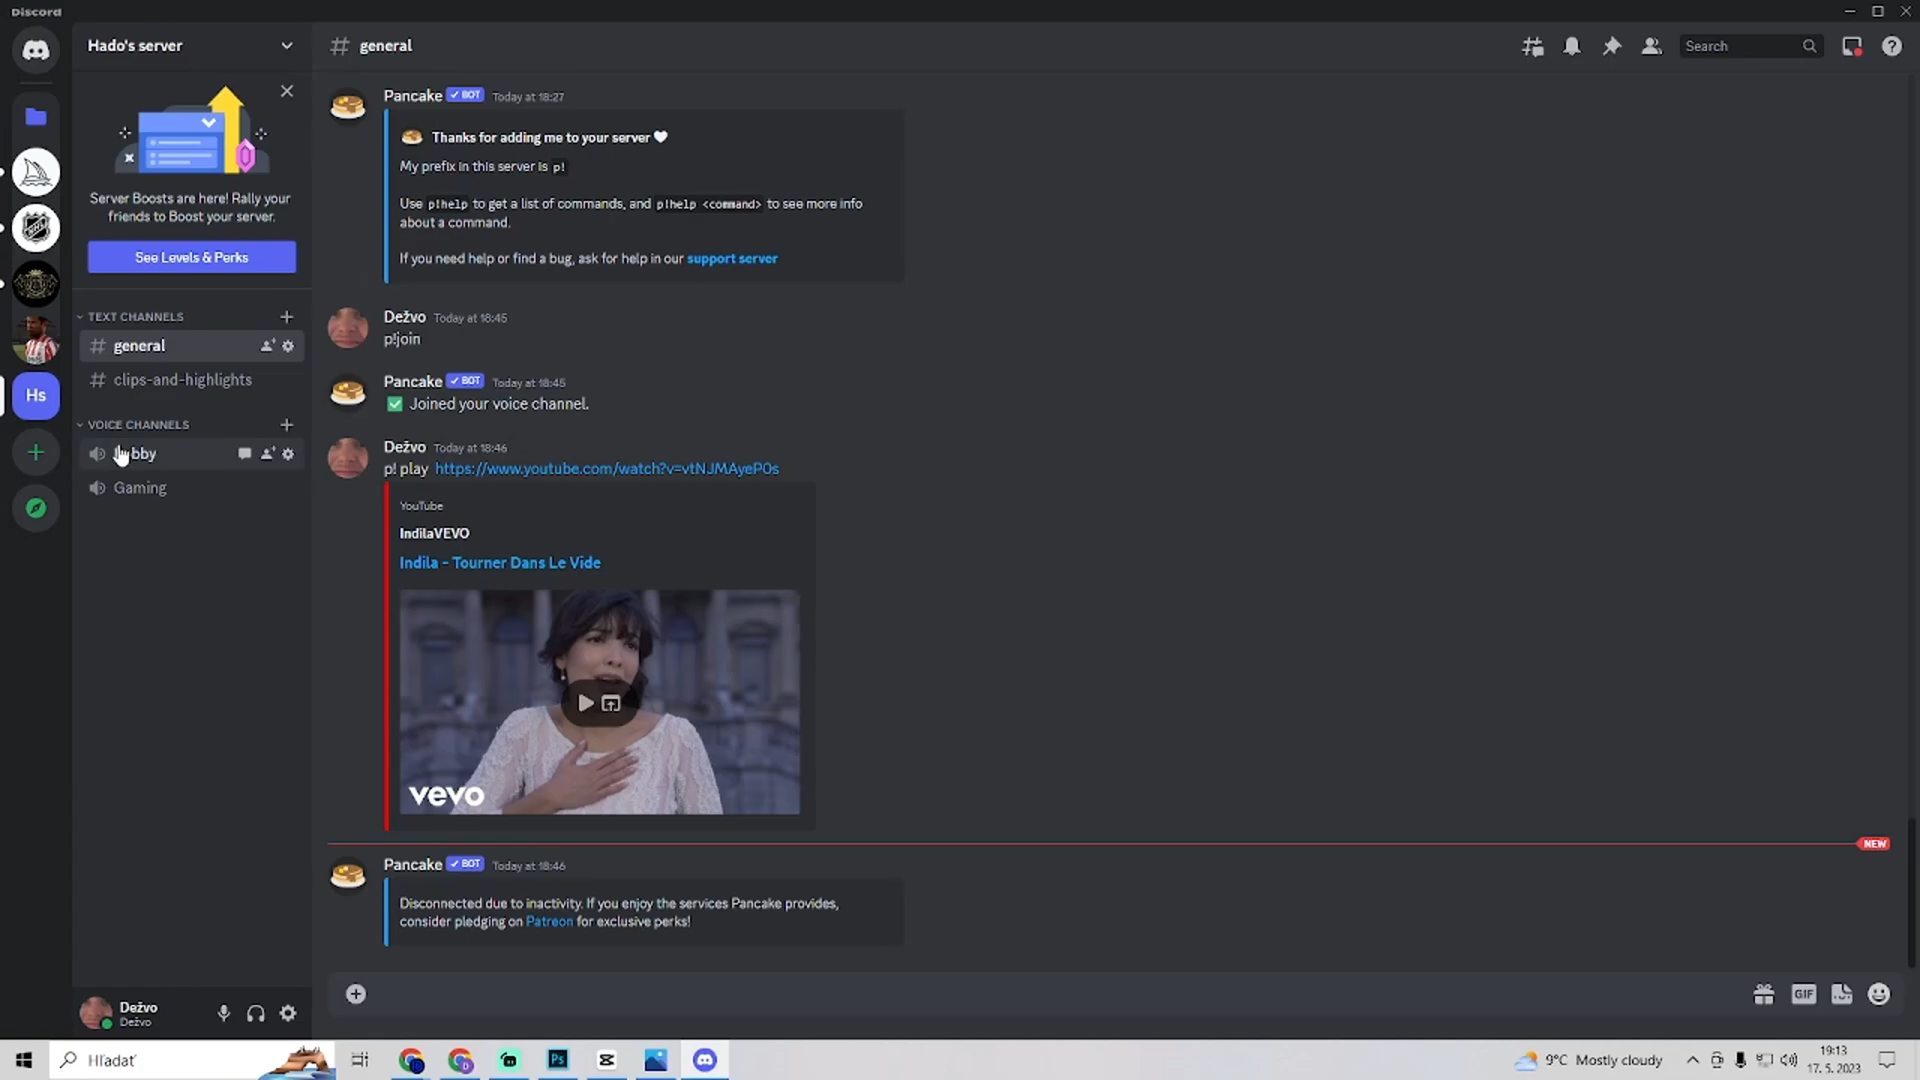 Discord
Hado's server
general
Search
Server Boosts are here! Rally your
friends to Boost your server.
See Levels & Perks
TEXT CHANNELS
general
clips-and-highlights
VOICE CHANNELS
Gaming
Hs
Pancake BOT Today at 18:27
Thanks for adding me to your server
My prefix in this server is p!
Use p!help to get a list of commands, and p!help <command> to see more info
about a command.
If you need help or find a bug, ask for help in our support server
Dežvo Today at 18:45
p!join
Pancake BOT Today at 18:45
Joined your voice channel.
Dežvo Today at 18:46
p! play https://www.youtube.com/watch?v=vtNJMAyeP0s
YouTube
IndilaVEVO
Indila - Tourner Dans Le Vide
vevo
NEW
Pancake BOT Today at 18:46
Disconnected due to inactivity. If you enjoy the services Pancake provides,
consider pledging on Patreon for exclusive perks!
GIF
Dežvo
Dežvo
Hľadať
Ps
9°C Mostly cloudy
19:13
17. 5. 2023